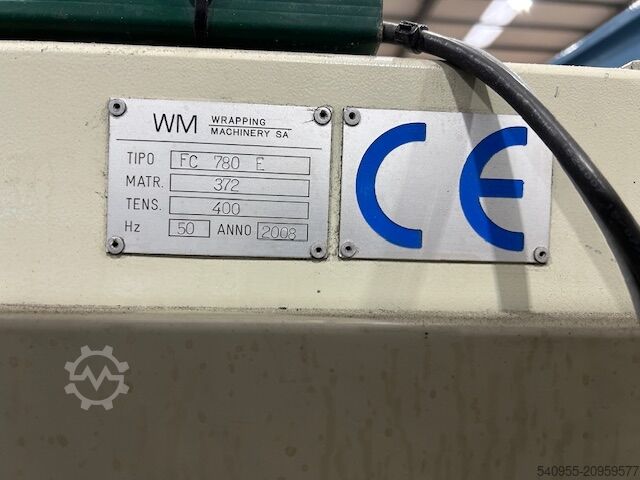 WM WRAPPING MACHINERY SA
TIPO FC 780 E
MATR. 372
TENS. 400
Hz 50 ANNO 2008
CE
540955-20959577